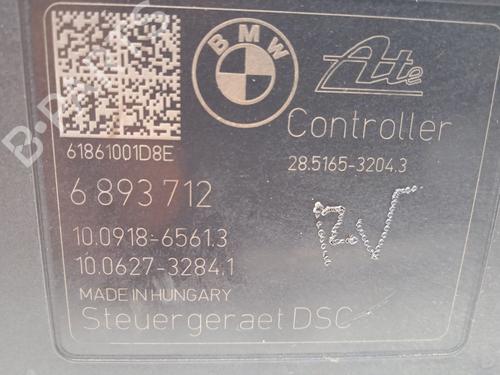 BMW
Ate
Controller
61861001D8E
28.5165-3204.3
6 893 712
10.0918-6561.3
10.0627-3284.1
12V
MADE IN HUNGARY
Steuergeraet DSC